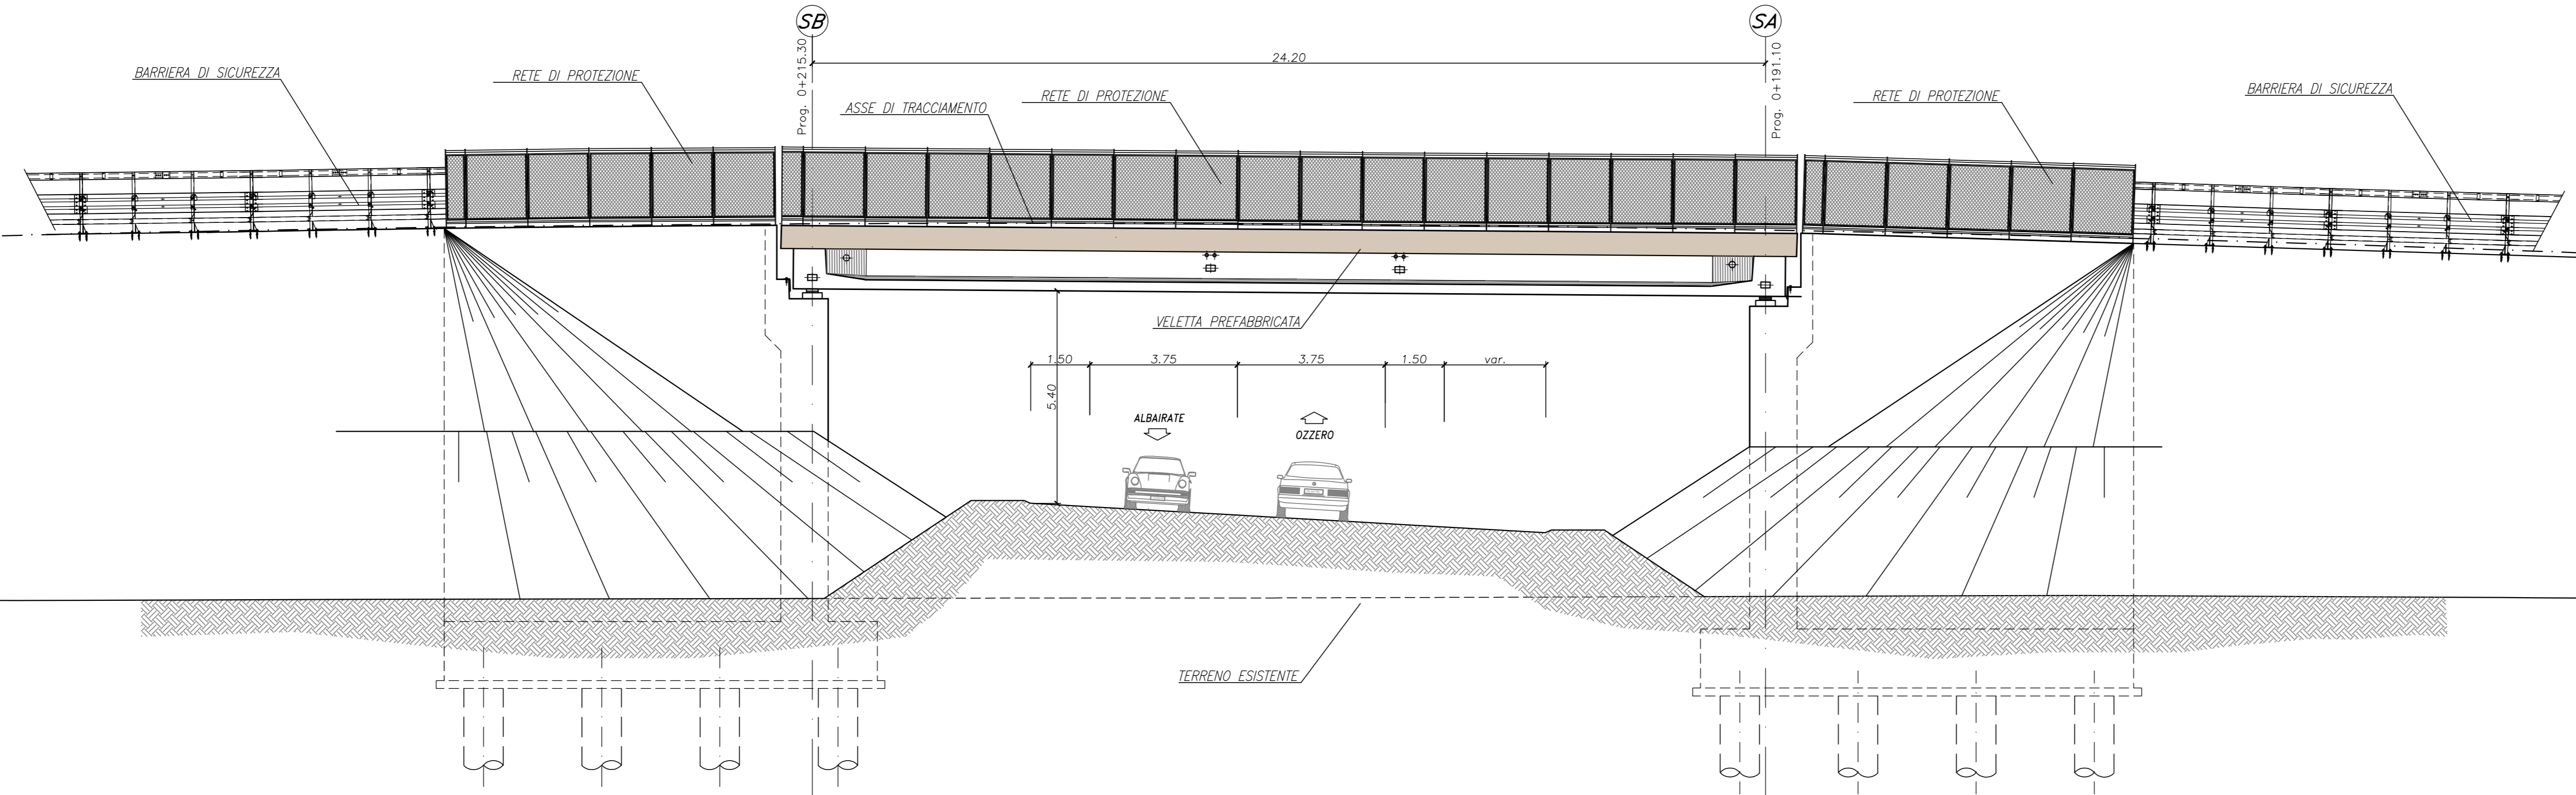 SB
SA
Prog. 0+215.30
24.20
Prog. 0+191.10
BARRIERA DI SICUREZZA
RETE DI PROTEZIONE
ASSE DI TRACCIAMENTO
RETE DI PROTEZIONE
RETE DI PROTEZIONE
BARRIERA DI SICUREZZA
VELETTA PREFABBRICATA
1.50
3.75
3.75
1.50
var.
5.40
ALBAIRATE
OZZERO
TERRENO ESISTENTE